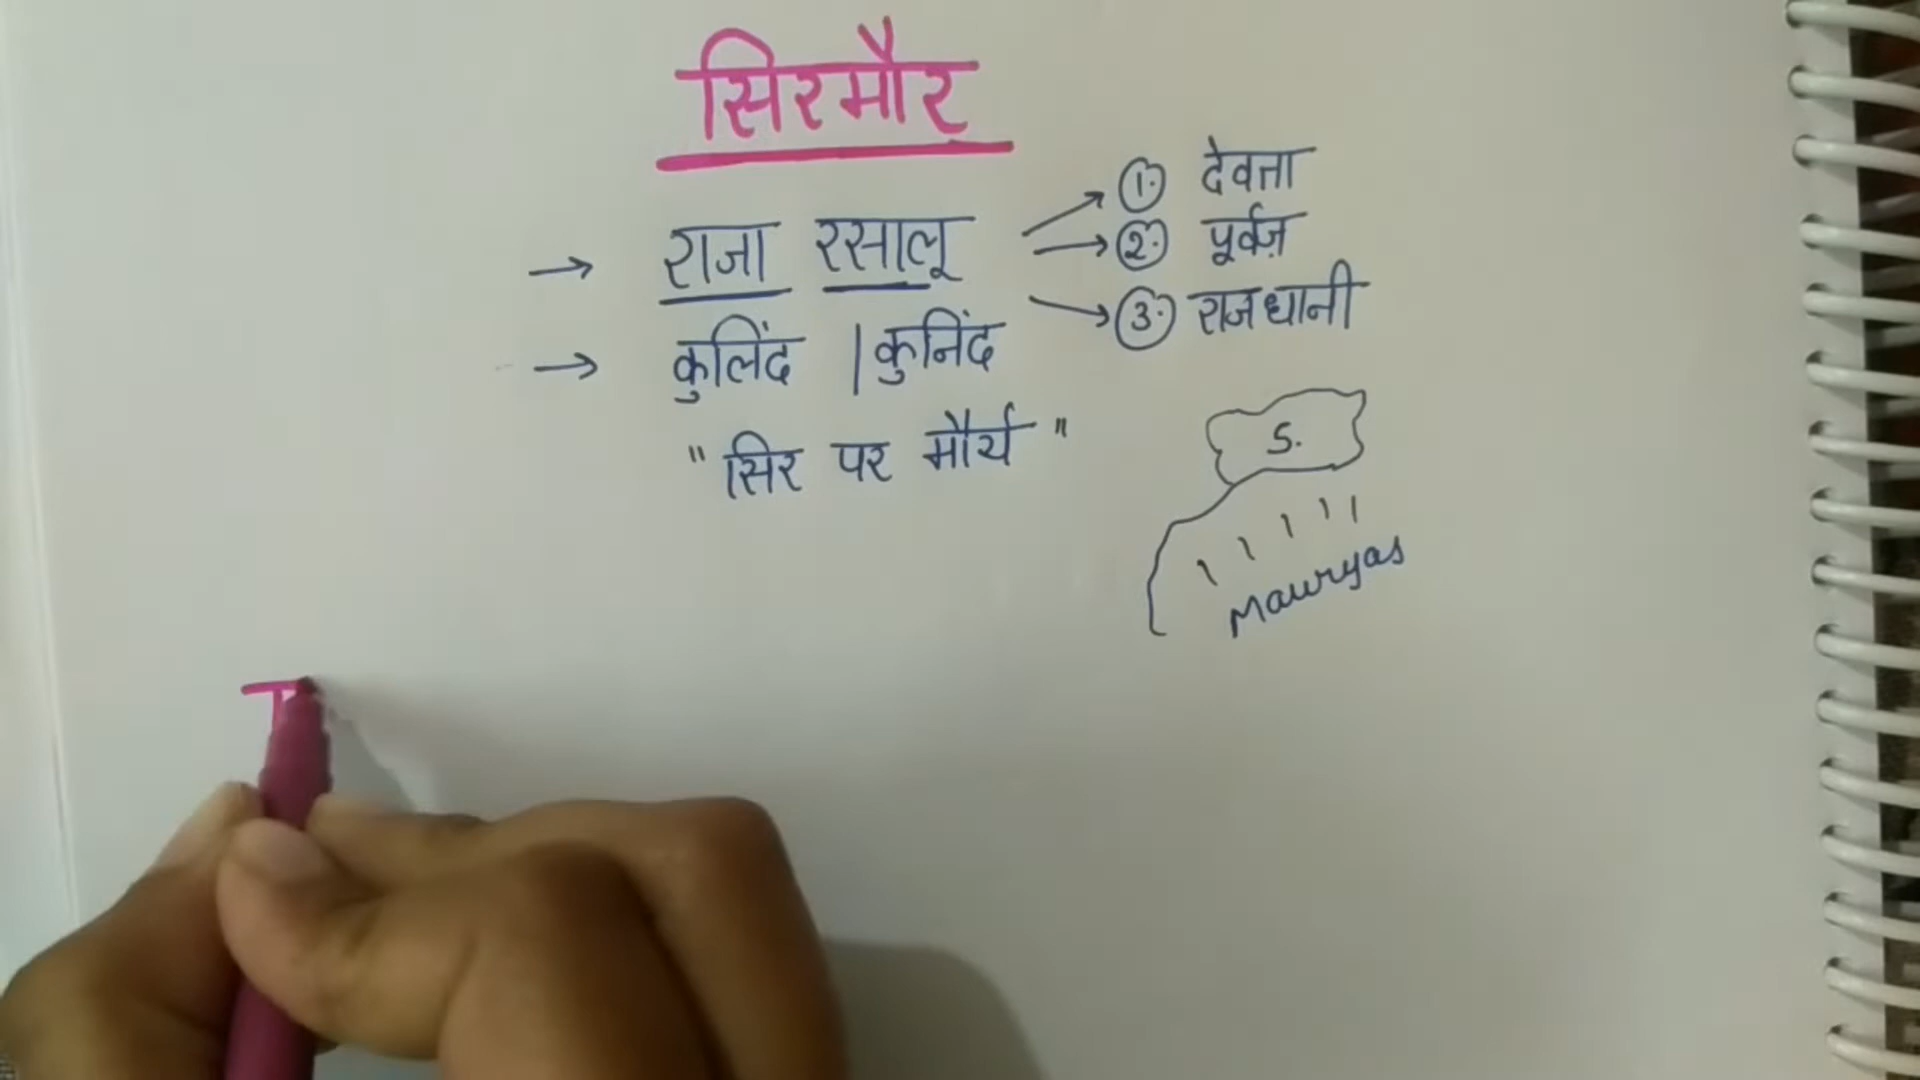 सिरमौर
→ राजा रसालू
→ ①. देवता
→ ②. पूर्वज़
→ ③. राजधानी
→ कुलिंद | कुनिंद
"सिर पर मौर्य"
S.
Mauryas